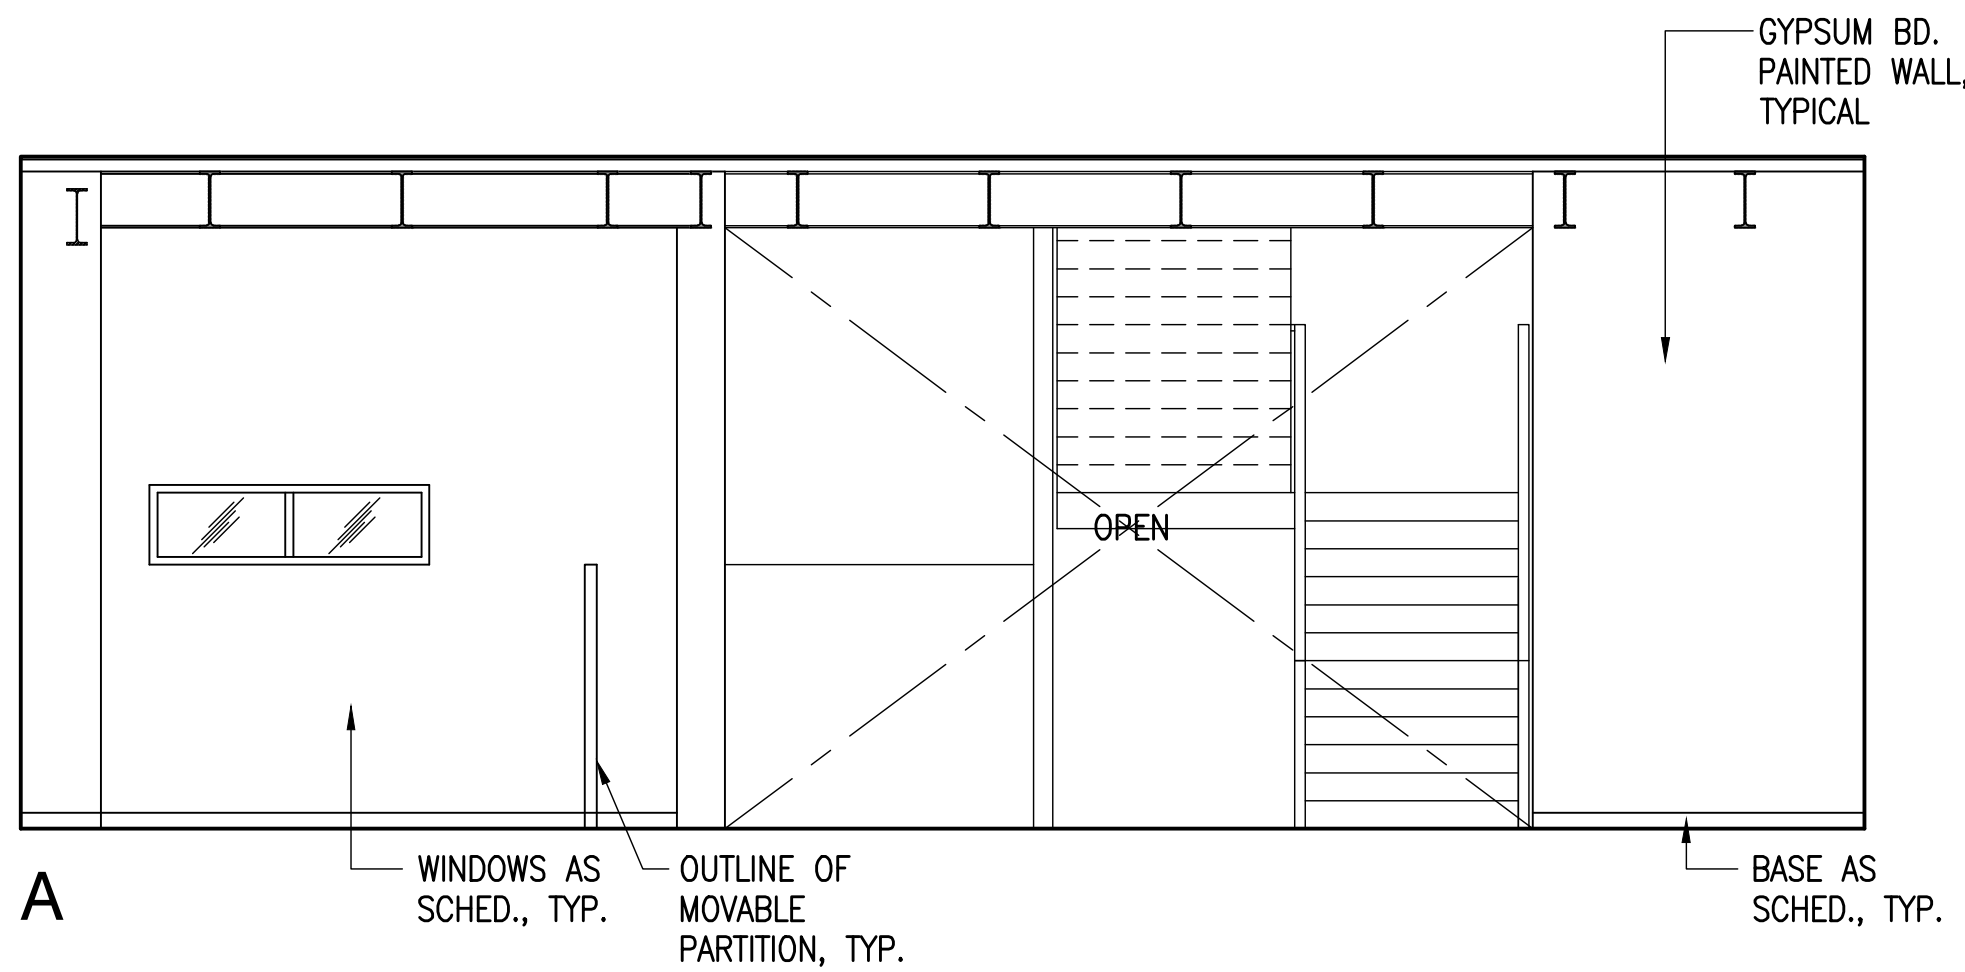 GYPSUM BD.
PAINTED WALL,
TYPICAL
OPEN
WINDOWS AS
SCHED., TYP.
OUTLINE OF
MOVABLE
PARTITION, TYP.
BASE AS
SCHED., TYP.
A